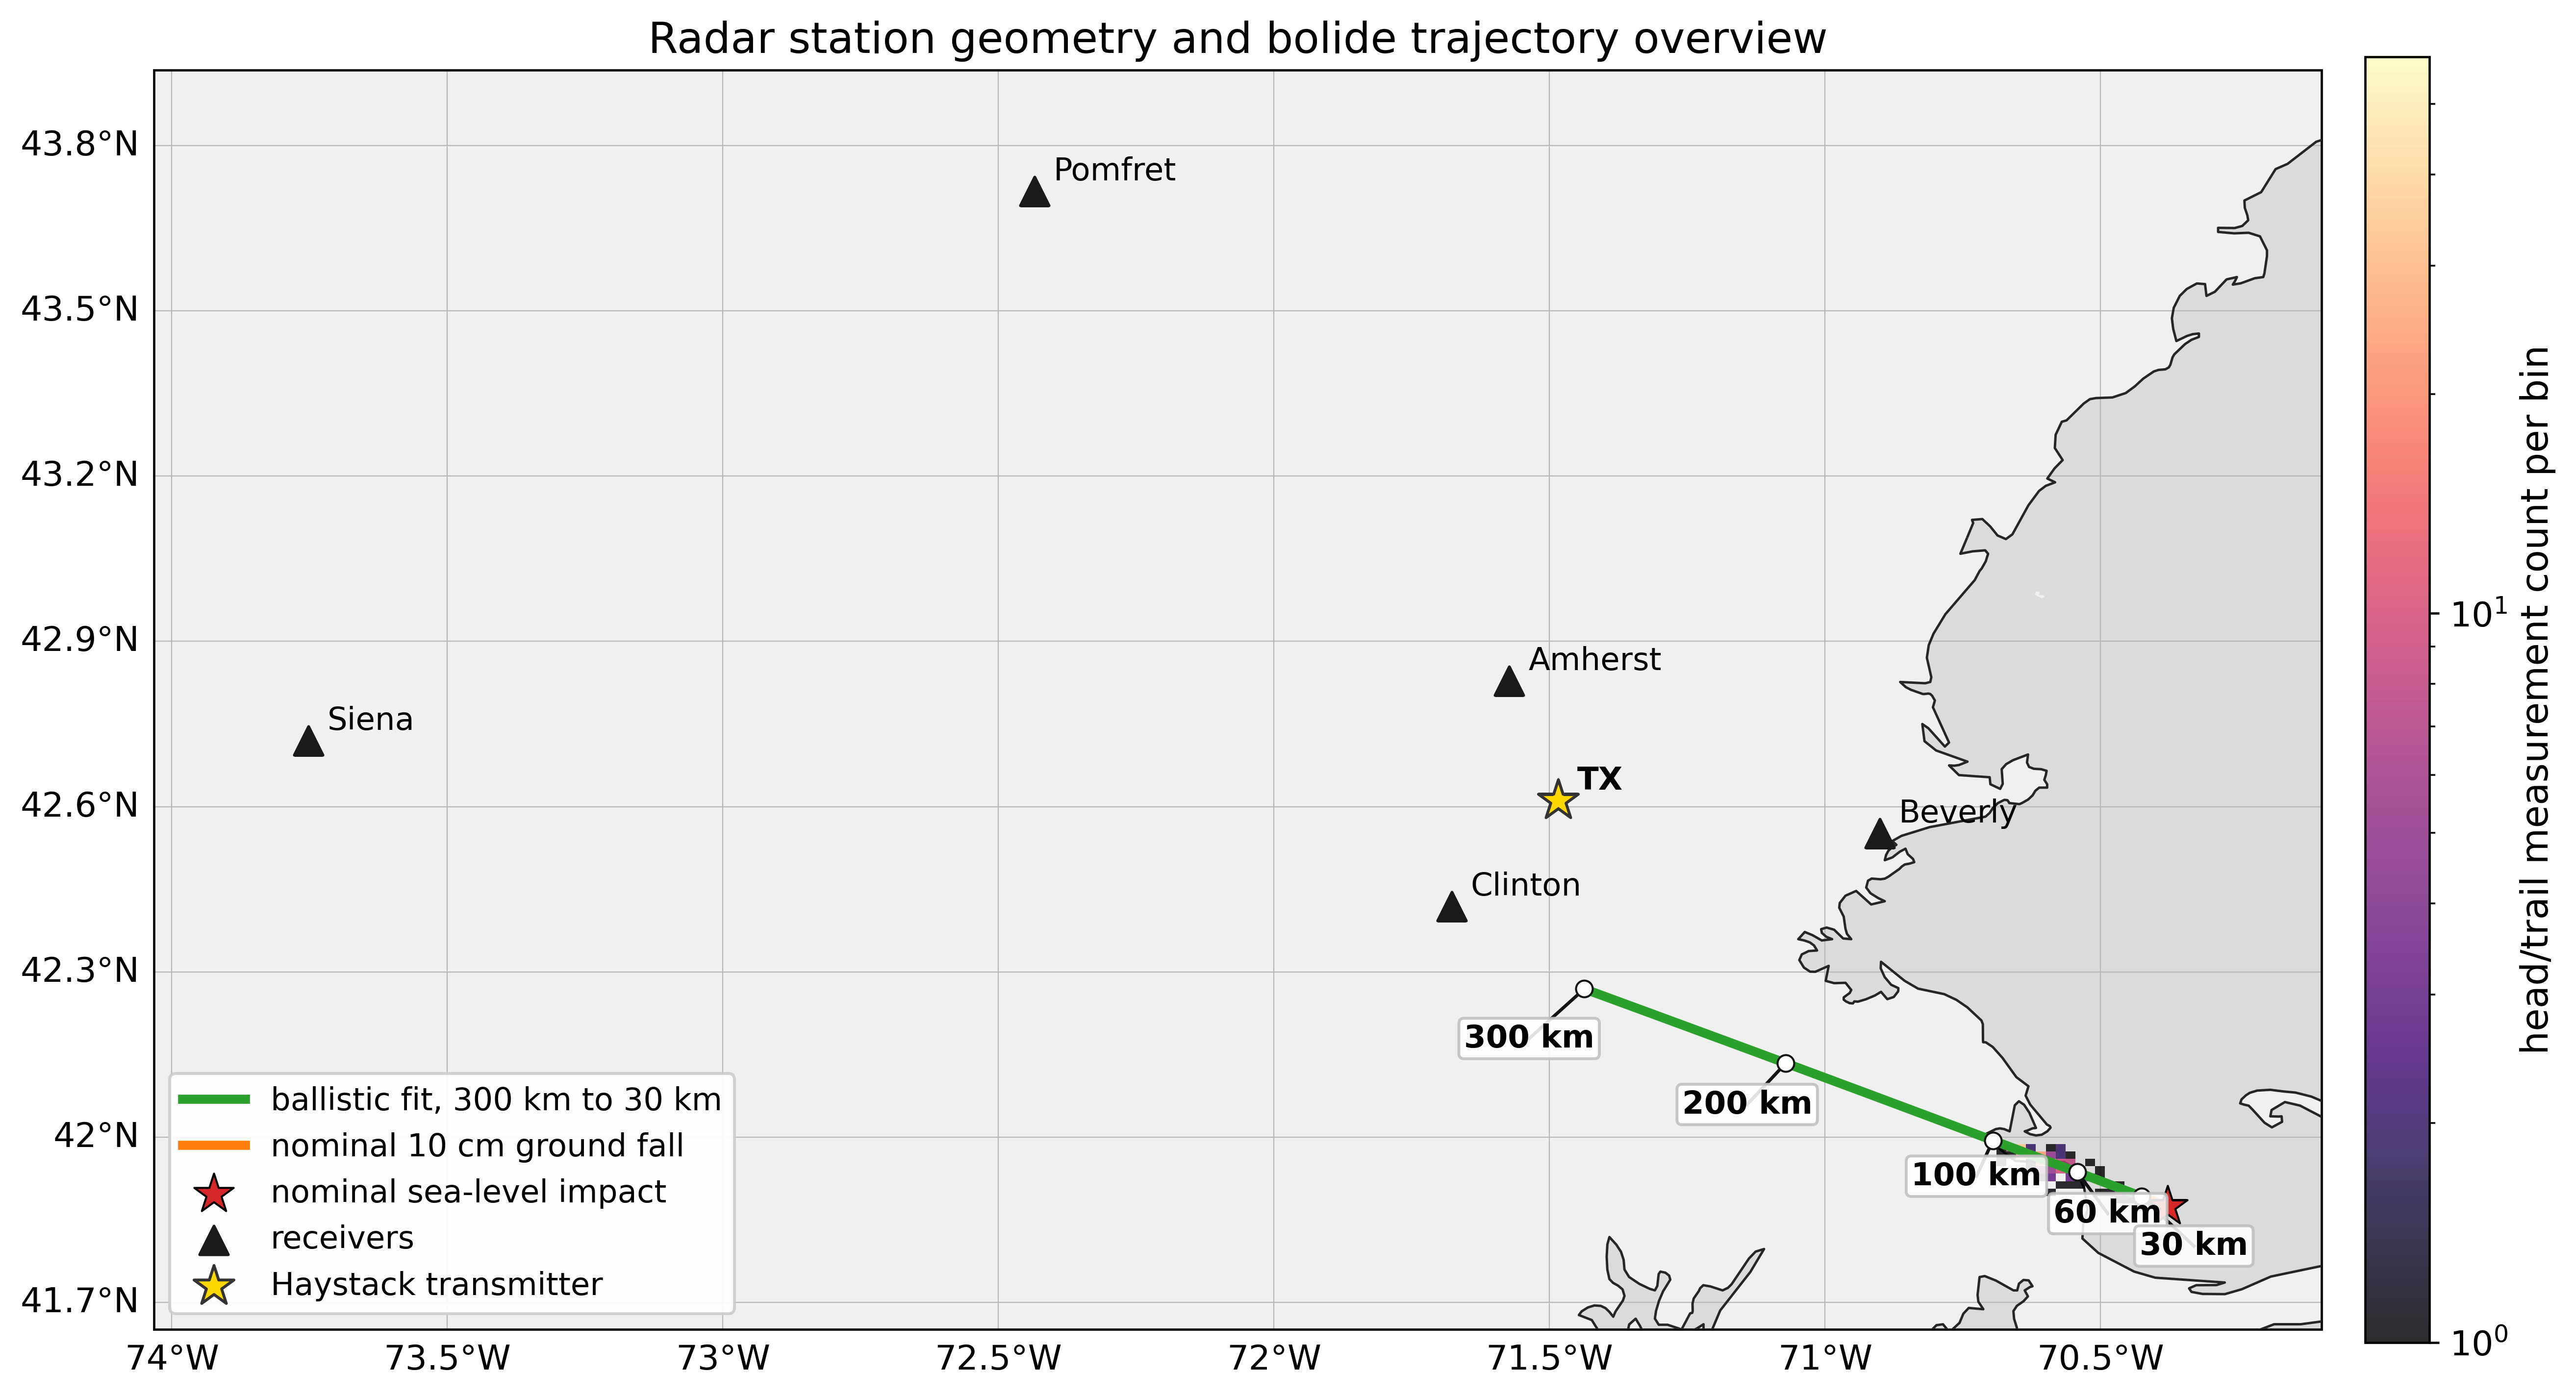 Radar station geometry and bolide trajectory overview
43.8°N
43.5°N
43.2°N
42.9°N
42.6°N
42.3°N
42°N
41.7°N
74°W
73.5°W
73°W
72.5°W
72°W
71.5°W
71°W
70.5°W
Pomfret
Amherst
Siena
TX
Beverly
Clinton
300 km
200 km
100 km
60 km
30 km
ballistic fit, 300 km to 30 km
nominal 10 cm ground fall
nominal sea-level impact
receivers
Haystack transmitter
10¹
10⁰
head/trail measurement count per bin